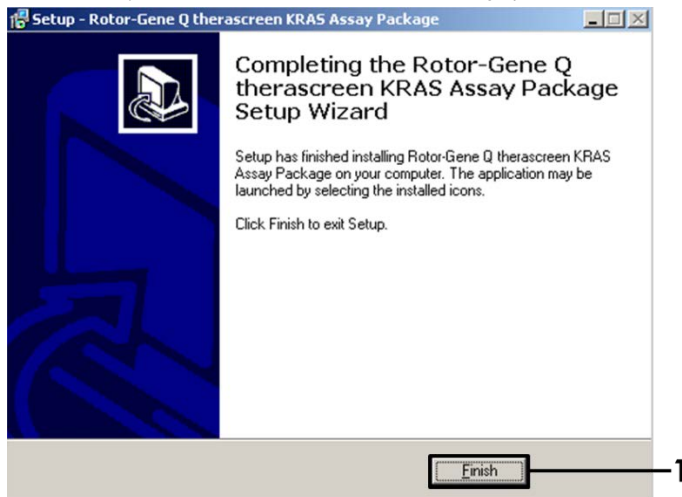 Setup - Rotor-Gene Q therascreen KRAS Assay Package
Completing the Rotor-Gene Q
therascreen KRAS Assay Package
Setup Wizard
Setup has finished installing Rotor-Gene Q therascreen KRAS
Assay Package on your computer. The application may be
launched by selecting the installed icons.
Click Finish to exit Setup.
Finish
1